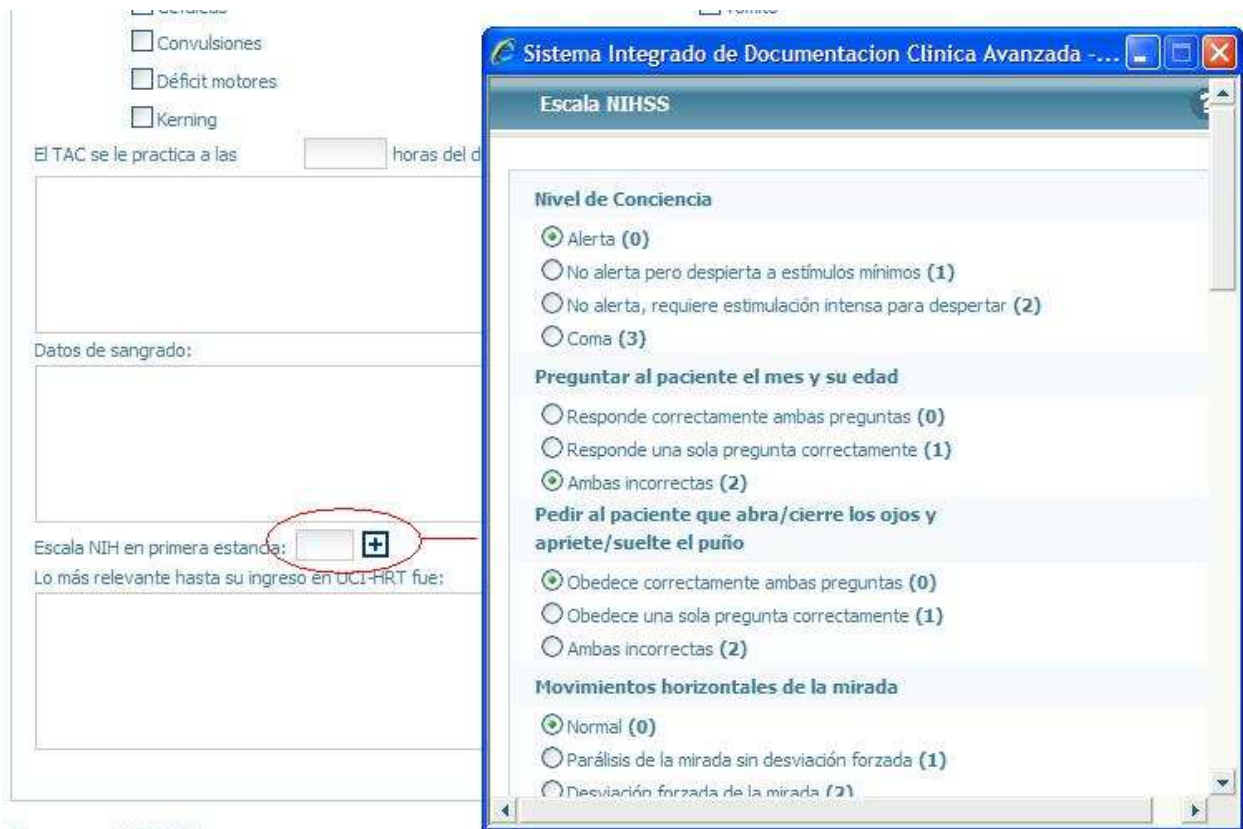 Convulsiones
Déficit motores
Kerning
El TAC se le practica a las horas del d
Datos de sangrado:
Escala NIH en primera estancia:
Lo más relevante hasta su ingreso en UCI-HRT fue:
Sistema Integrado de Documentacion Clinica Avanzada -...
Escala NIHSS
?
Nivel de Conciencia
Alerta (0)
No alerta pero despierta a estímulos mínimos (1)
No alerta, requiere estimulación intensa para despertar (2)
Coma (3)
Preguntar al paciente el mes y su edad
Responde correctamente ambas preguntas (0)
Responde una sola pregunta correctamente (1)
Ambas incorrectas (2)
Pedir al paciente que abra/cierre los ojos y
apriete/suelte el puño
Obedece correctamente ambas preguntas (0)
Obedece una sola pregunta correctamente (1)
Ambas incorrectas (2)
Movimientos horizontales de la mirada
Normal (0)
Parálisis de la mirada sin desviación forzada (1)
Desviación forzada de la mirada (2)